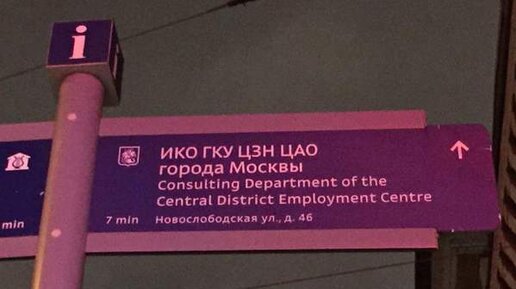 i
ИКО ГКУ ЦЗН ЦАО
города Москвы
Consulting Department of the
Central District Employment Centre
min
7 min
Новослободская ул., д. 46